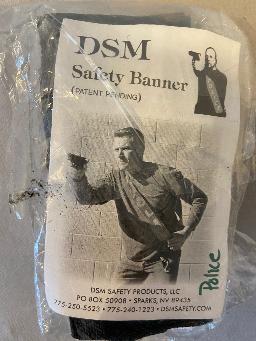 DSM
Safety Banner
(PATENT PENDING)
DSM SAFETY PRODUCTS, LLC
PO BOX 50908 • SPARKS, NV 89435
775-250-5523 • 775-240-1223 • DSMSAFETY.COM
Police